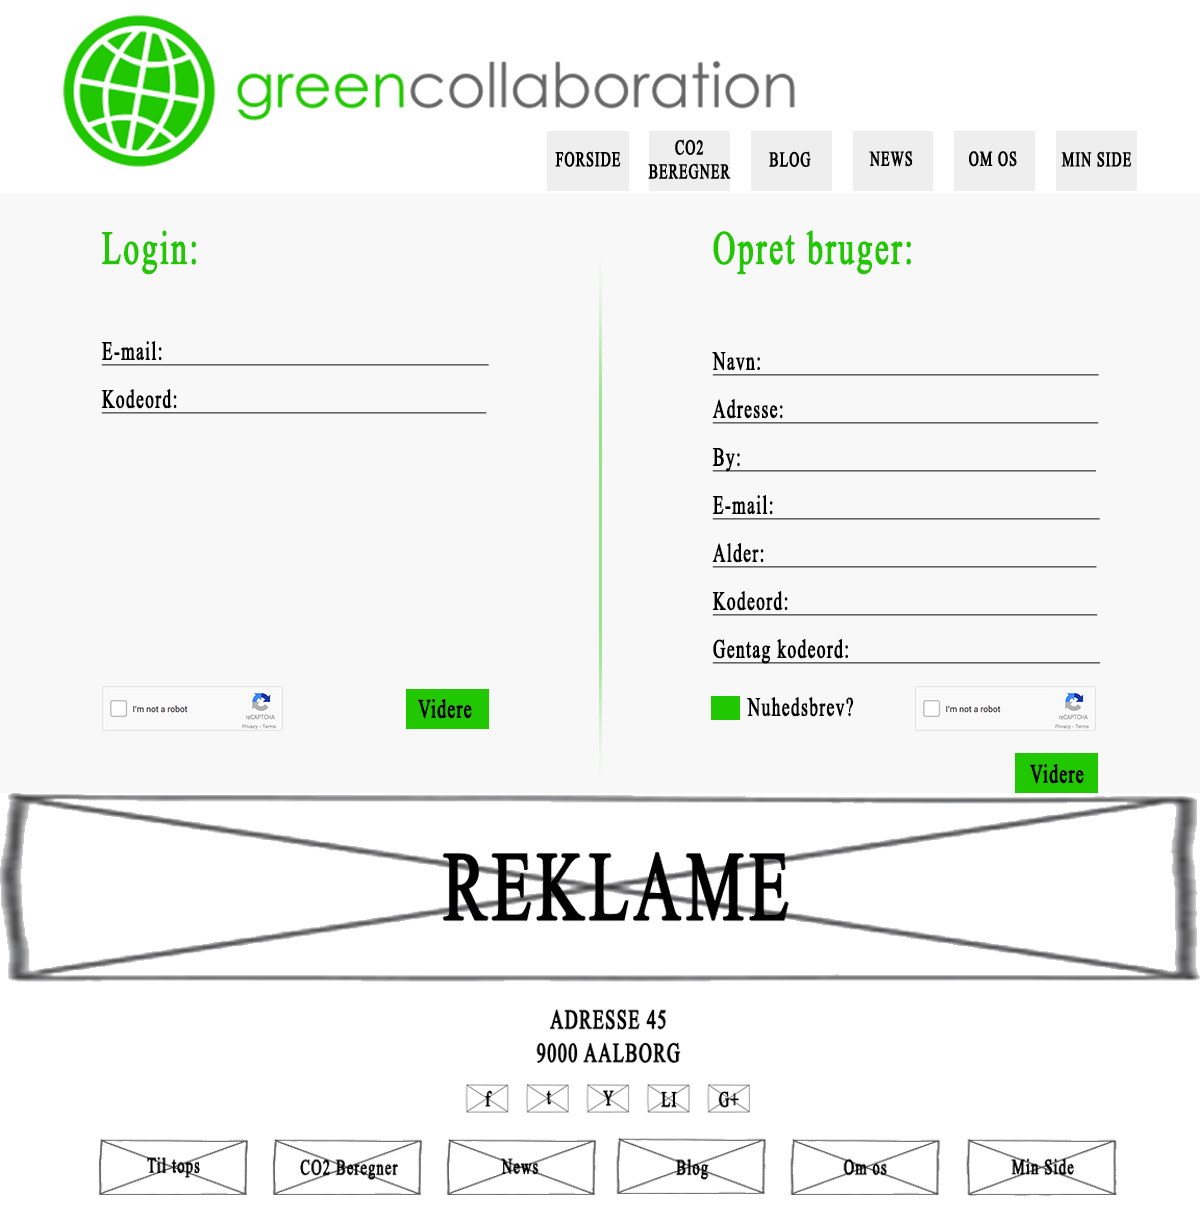 greencollaboration
FORSIDE
CO2
BEREGNER
BLOG
NEWS
OM OS
MIN SIDE
Login:
E-mail:
Kodeord:
I'm not a robot
reCAPTCHA
Privacy - Terms
Videre
Opret bruger:
Navn:
Adresse:
By:
E-mail:
Alder:
Kodeord:
Gentag kodeord:
Nuhedsbrev?
I'm not a robot
reCAPTCHA
Privacy - Terms
Videre
REKLAME
ADRESSE 45
9000 AALBORG
f t Y LI G+
Til tops
CO2 Beregner
News
Blog
Om os
Min Side